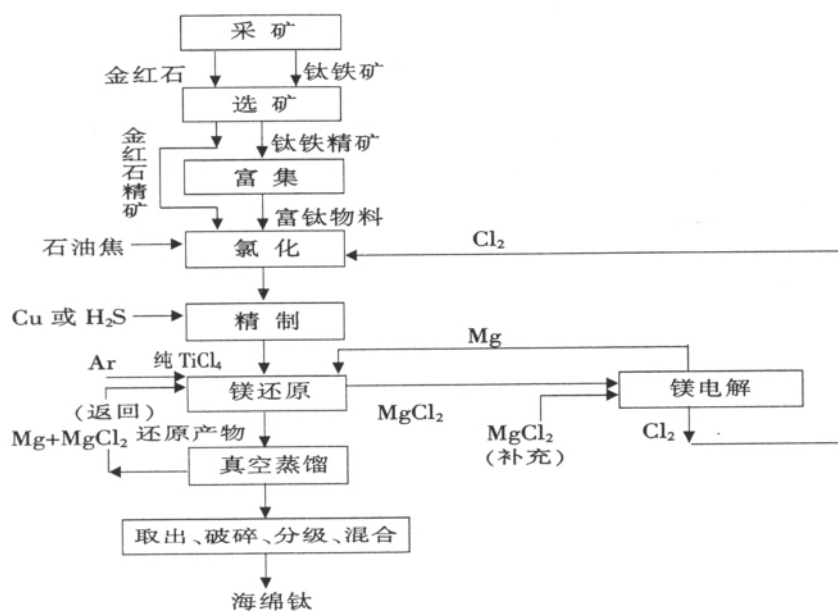 采矿
金红石
钛铁矿
选矿
金红石精矿
钛铁精矿
富集
富钛物料
石油焦
氯化
Cl₂
Cu 或 H₂S
精制
Mg
Ar
纯 TiCl₄
镁还原
镁电解
(返回)
MgCl₂
Mg+MgCl₂
还原产物
MgCl₂
(补充)
Cl₂
真空蒸馏
取出、破碎、分级、混合
海绵钛